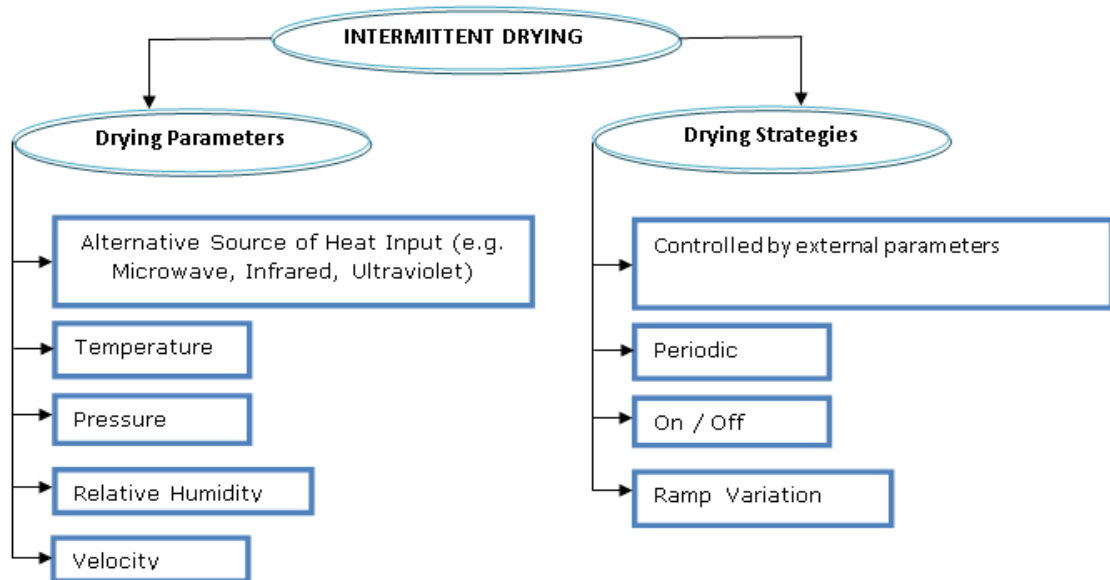 INTERMITTENT DRYING
Drying Parameters
Alternative Source of Heat Input (e.g.
Microwave, Infrared, Ultraviolet)
Temperature
Pressure
Relative Humidity
Velocity
Drying Strategies
Controlled by external parameters
Periodic
On / Off
Ramp Variation